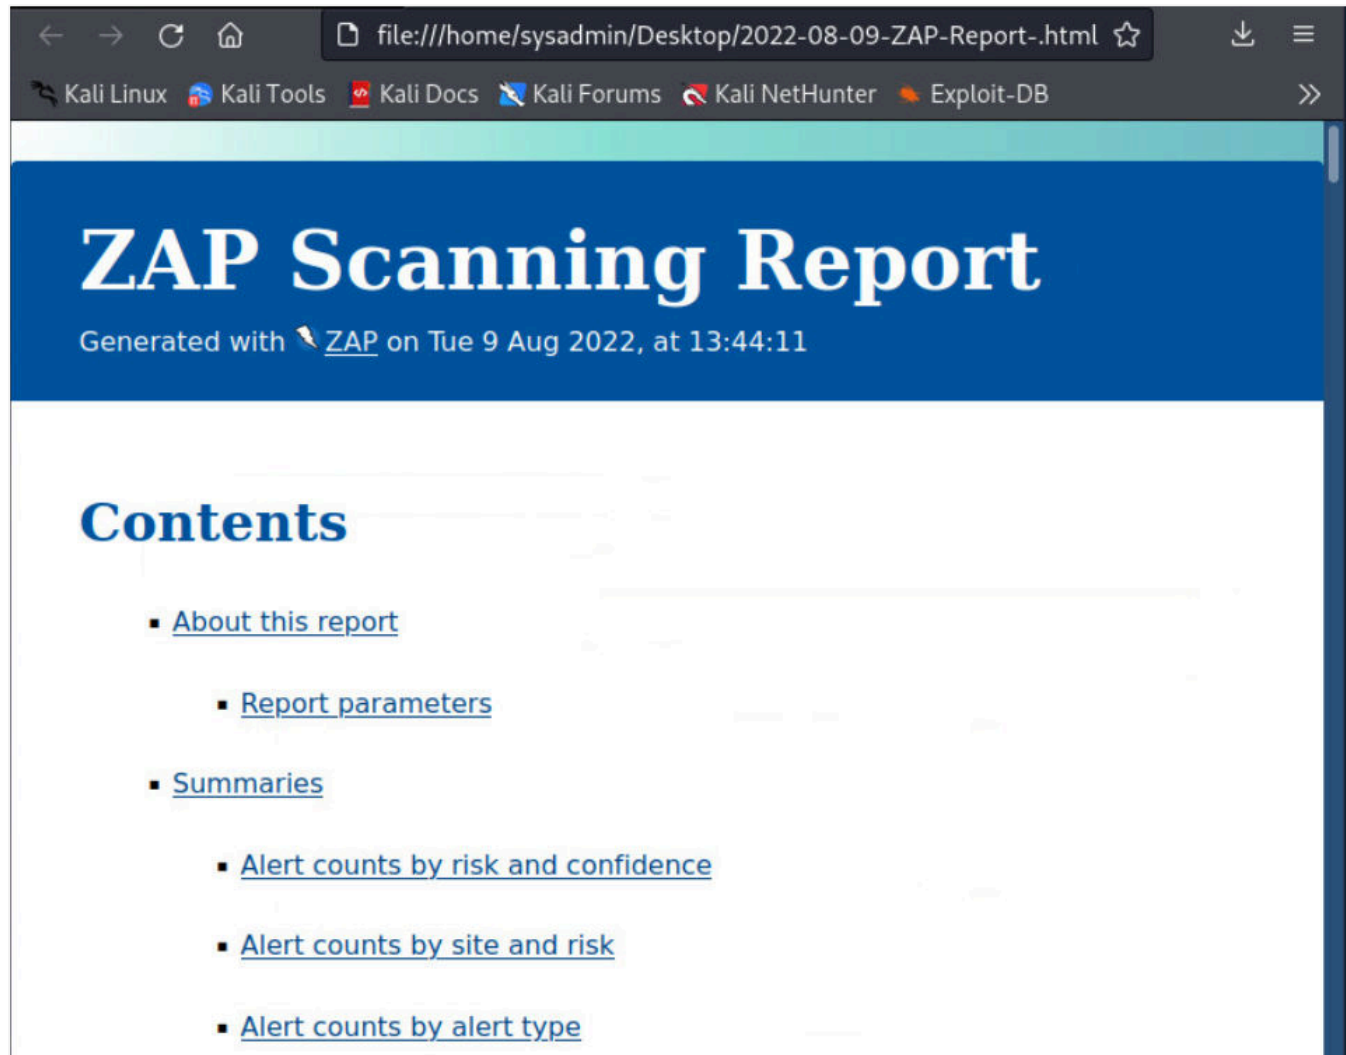 file:///home/sysadmin/Desktop/2022-08-09-ZAP-Report-.html
Kali Linux Kali Tools Kali Docs Kali Forums Kali NetHunter Exploit-DB
ZAP Scanning Report
Generated with ZAP on Tue 9 Aug 2022, at 13:44:11
Contents
About this report
Report parameters
Summaries
Alert counts by risk and confidence
Alert counts by site and risk
Alert counts by alert type